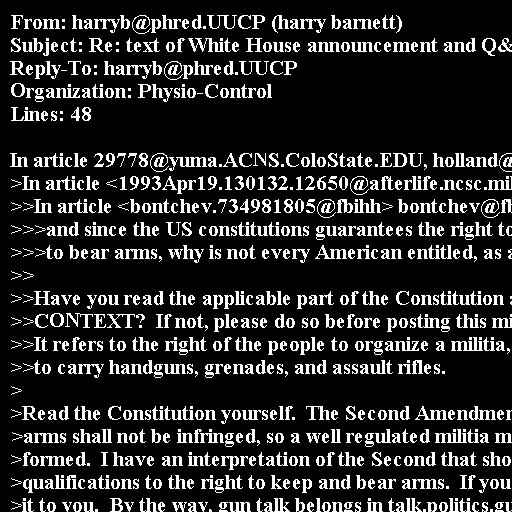 From: harryb@phred.UUCP (harry barnett)
Subject: Re: text of White House announcement and Q&
Reply-To: harryb@phred.UUCP
Organization: Physio-Control
Lines: 48

In article 29778@yuma.ACNS.ColoState.EDU, holland@
>In article <1993Apr19.130132.12650@afterlife.ncsc.mil
>>In article <bontchev.734981805@fbihh> bontchev@fb
>>>and since the US constitutions guarantees the right to
>>>to bear arms, why is not every American entitled, as a
>>
>>Have you read the applicable part of the Constitution
>>CONTEXT?  If not, please do so before posting this mi
>>It refers to the right of the people to organize a militia,
>>to carry handguns, grenades, and assault rifles.
>
>Read the Constitution yourself.  The Second Amendmen
>arms shall not be infringed, so a well regulated militia m
>formed.  I have an interpretation of the Second that sho
>qualifications to the right to keep and bear arms.  If you
>it to you.  By the way, gun talk belongs in talk.politics.gu